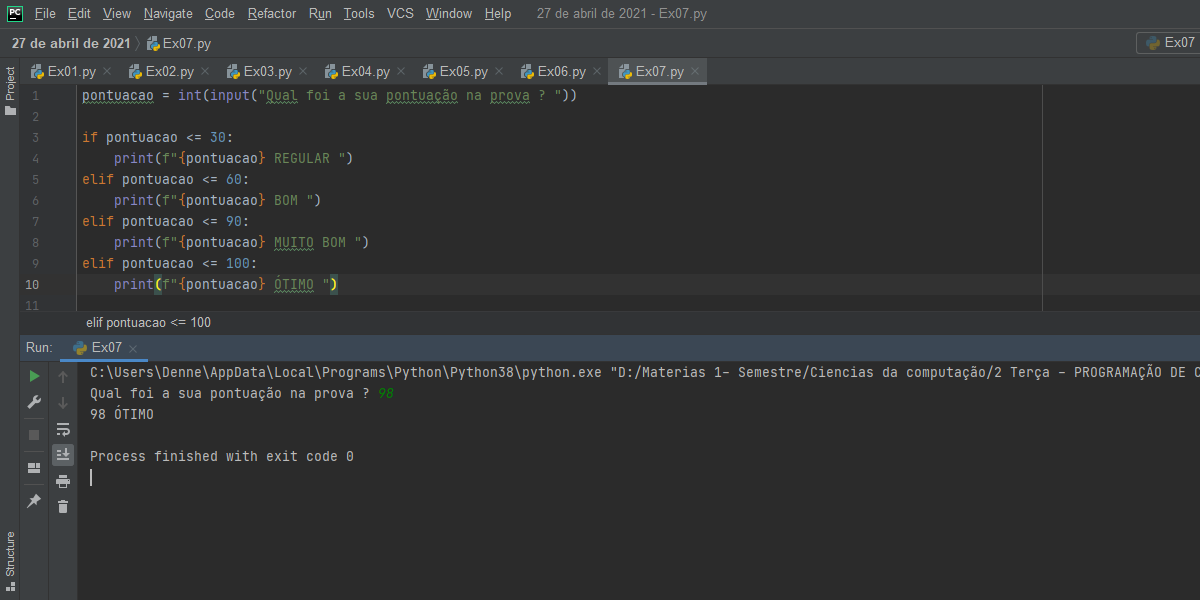 PC File Edit View Navigate Code Refactor Run Tools VCS Window Help 27 de abril de 2021 - Ex07.py
27 de abril de 2021 Ex07.py Ex07
Ex01.py Ex02.py Ex03.py Ex04.py Ex05.py Ex06.py Ex07.py
Project
1 pontuacao = int(input("Qual foi a sua pontuação na prova ? "))
2
3 if pontuacao <= 30:
4 print(f"{pontuacao} REGULAR ")
5 elif pontuacao <= 60:
6 print(f"{pontuacao} BOM ")
7 elif pontuacao <= 90:
8 print(f"{pontuacao} MUITO BOM ")
9 elif pontuacao <= 100:
10 print(f"{pontuacao} ÓTIMO ")
11
elif pontuacao <= 100
Run: Ex07
C:\Users\Denne\AppData\Local\Programs\Python\Python38\python.exe "D:/Materias 1- Semestre/Ciencias da computação/2 Terça - PROGRAMAÇÃO DE C
Qual foi a sua pontuação na prova ? 98
98 ÓTIMO
Process finished with exit code 0
Structure